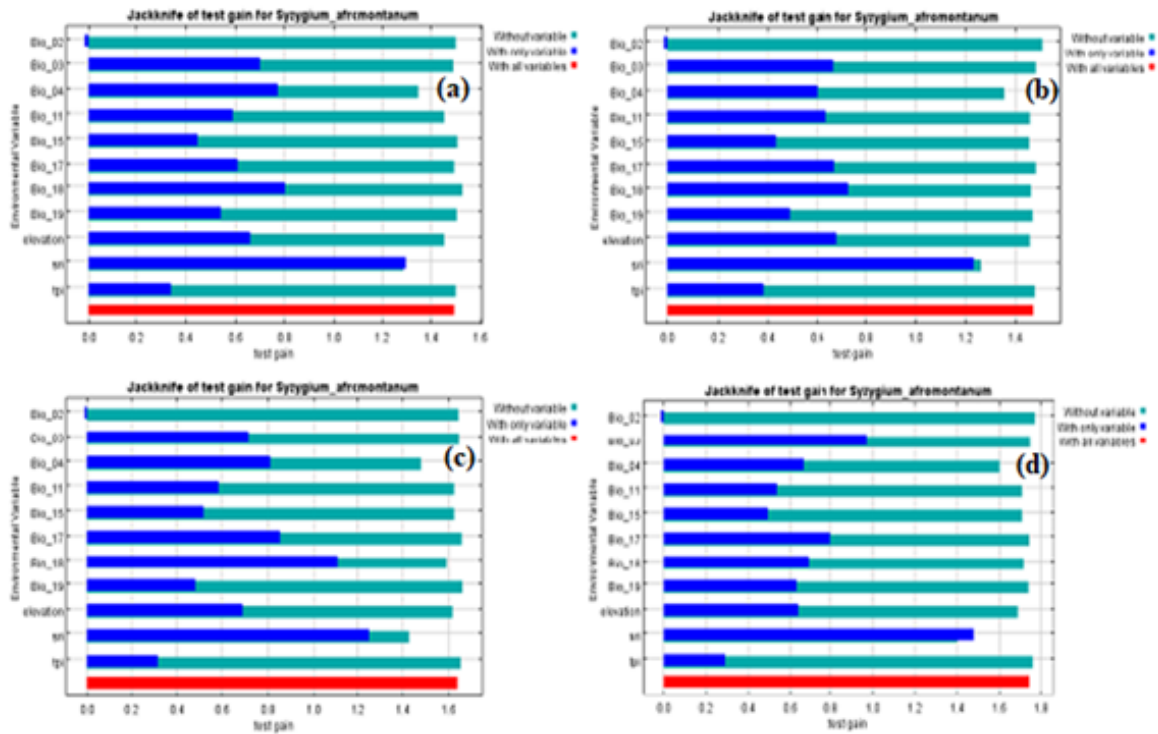 Jackknife of test gain for Syzygium_afrcmontanum
Without variable
With only variable
With all variables
(a)
Environmental Variable
Bio_02
Bio_03
Bio_04
Bio_11
Bio_15
Bio_17
Bio_18
Bio_19
elevation
sri
tpi
0.0 0.2 0.4 0.6 0.8 1.0 1.2 1.4 1.6
test gain
Jackknife of test gain for Syzygium_afromontanum
Without variable
With only variable
With all variables
(b)
Environmental Variable
Bio_02
Bio_03
Bio_04
Bio_11
Bio_15
Bio_17
Bio_18
Bio_19
elevation
sri
tpi
0.0 0.2 0.4 0.6 0.8 1.0 1.2 1.4
test gain
Jackknife of test gain for Syzygium_afrcmontanum
Without variable
With only variable
With all variables
(c)
Environmental Variable
Bio_02
Bio_03
Bio_04
Bio_11
Bio_15
Bio_17
Bio_18
Bio_19
elevation
sri
tpi
0.0 0.2 0.4 0.6 0.8 1.0 1.2 1.4 1.6
test gain
Jackknife of test gain for Syzygium_afromontanum
Without variable
With only variable
With all variables
(d)
Environmental Variable
Bio_02
Bio_03
Bio_04
Bio_11
Bio_15
Bio_17
Bio_18
Bio_19
elevation
sri
tpi
0.0 0.2 0.4 0.6 0.8 1.0 1.2 1.4 1.6 1.8
test gain